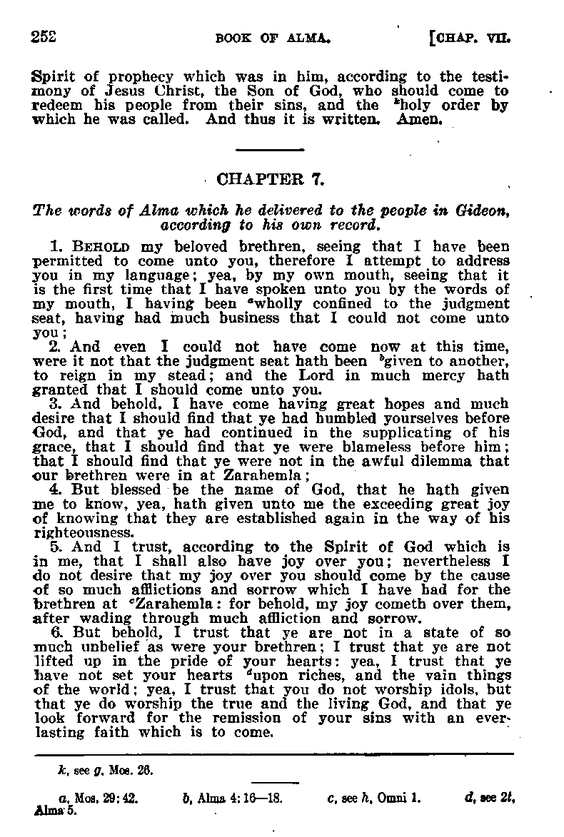 252 BOOK OF ALMA. [CHAP. VII.
Spirit of prophecy which was in him, according to the testi-
mony of Jesus Christ, the Son of God, who should come to
redeem his people from their sins, and the kholy order by
which he was called. And thus it is written. Amen.
CHAPTER 7.
The words of Alma which he delivered to the people in Gideon,
according to his own record.
1. BEHOLD my beloved brethren, seeing that I have been
permitted to come unto you, therefore I attempt to address
you in my language; yea, by my own mouth, seeing that it
is the first time that I have spoken unto you by the words of
my mouth, I having been awholly confined to the judgment
seat, having had much business that I could not come unto
you;
2. And even I could not have come now at this time,
were it not that the judgment seat hath been bgiven to another,
to reign in my stead; and the Lord in much mercy hath
granted that I should come unto you.
3. And behold, I have come having great hopes and much
desire that I should find that ye had humbled yourselves before
God, and that ye had continued in the supplicating of his
grace, that I should find that ye were blameless before him;
that I should find that ye were not in the awful dilemma that
our brethren were in at Zarahemla;
4. But blessed be the name of God, that he hath given
me to know, yea, hath given unto me the exceeding great joy
of knowing that they are established again in the way of his
righteousness.
5. And I trust, according to the Spirit of God which is
in me, that I shall also have joy over you; nevertheless I
do not desire that my joy over you should come by the cause
of so much afflictions and sorrow which I have had for the
brethren at cZarahemla: for behold, my joy cometh over them,
after wading through much affliction and sorrow.
6. But behold, I trust that ye are not in a state of so
much unbelief as were your brethren; I trust that ye are not
lifted up in the pride of your hearts: yea, I trust that ye
have not set your hearts dupon riches, and the vain things
of the world; yea, I trust that you do not worship idols, but
that ye do worship the true and the living God, and that ye
look forward for the remission of your sins with an ever-
lasting faith which is to come.
k, see g, Mos. 26.
a, Mos, 29:42. b, Alma 4:16—18. c, see h, Omni 1. d, see 2t,
Alma 5.